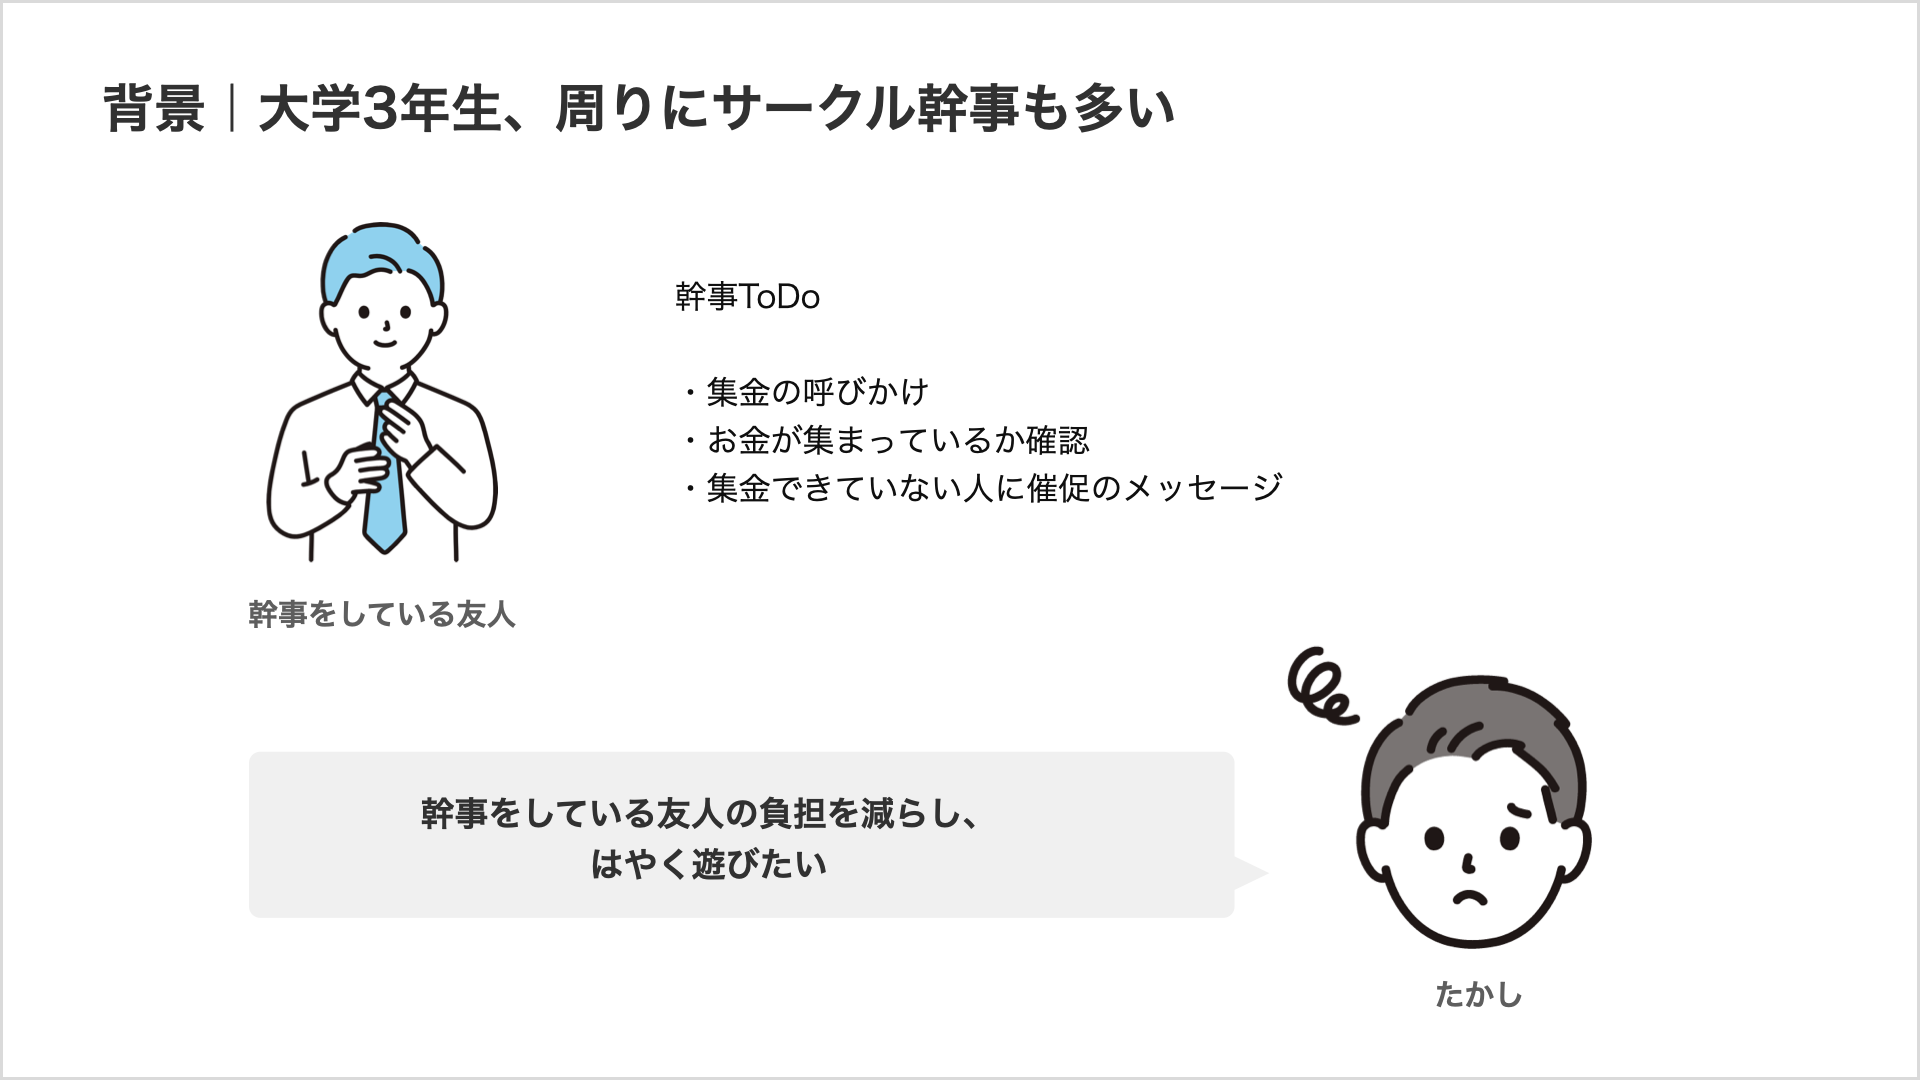 背景｜大学3年生、周りにサークル幹事も多い
幹事ToDo
・集金の呼びかけ
・お金が集まっているか確認
・集金できていない人に催促のメッセージ
幹事をしている友人
幹事をしている友人の負担を減らし、
はやく遊びたい
たかし